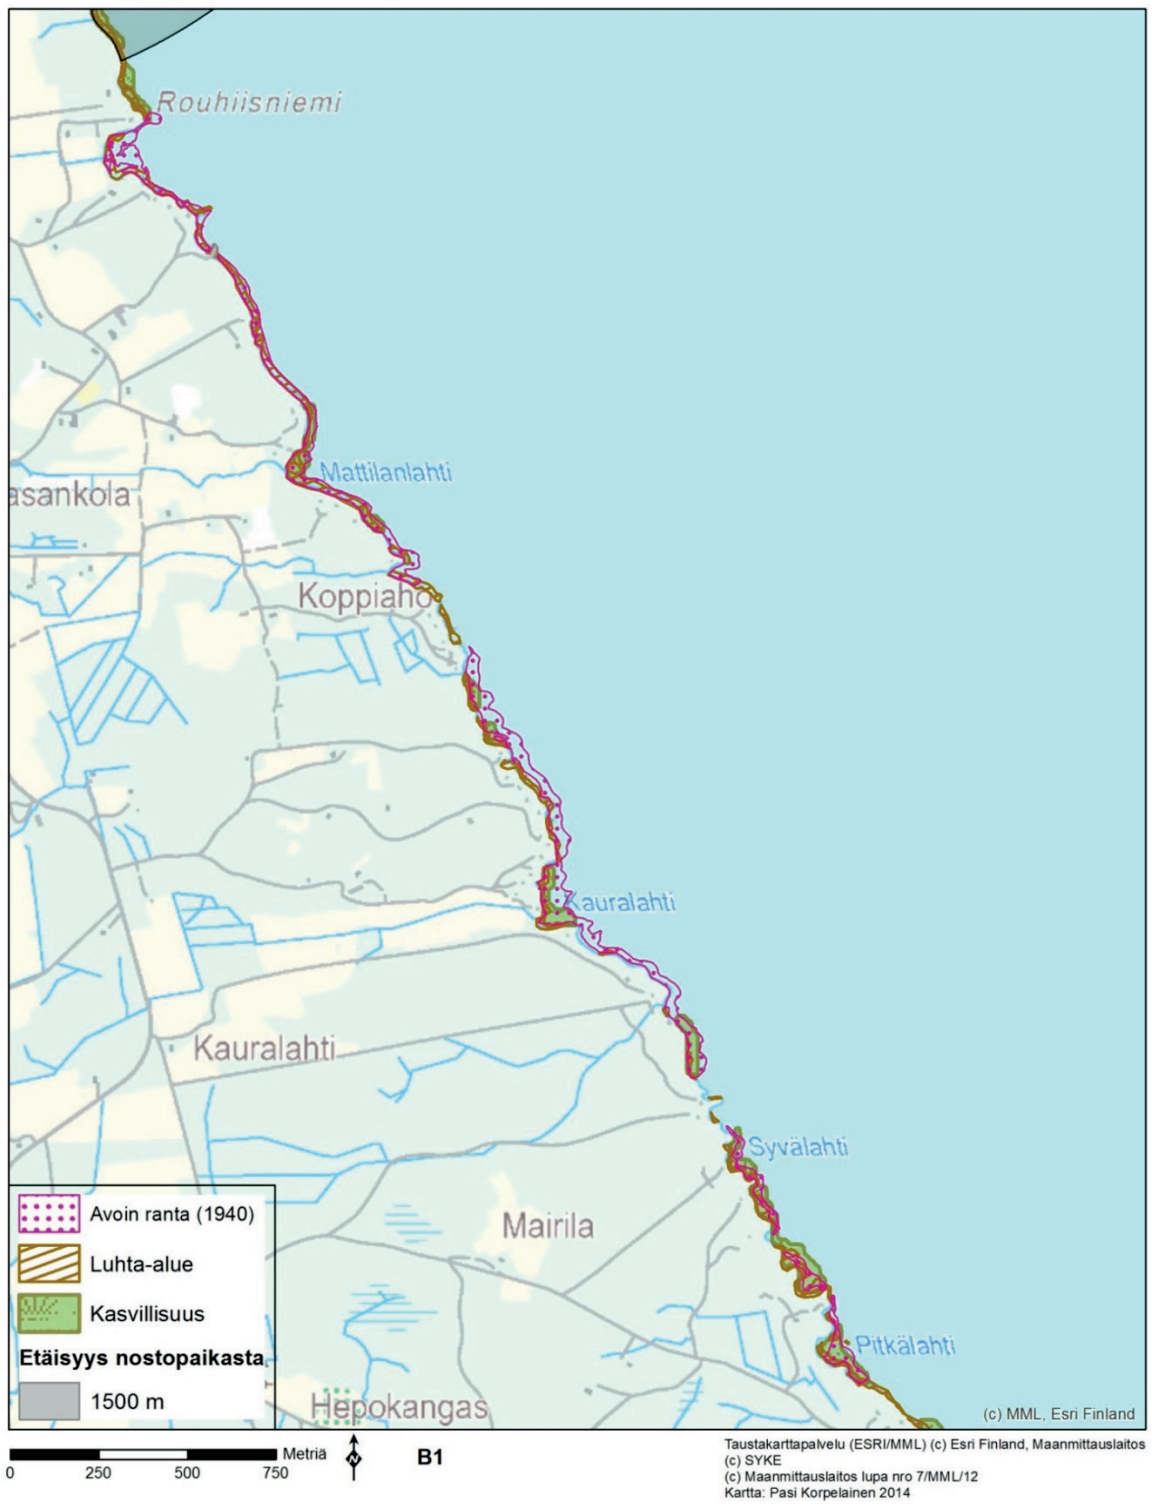 Rouhiisniemi
Mattilanlahti
asankola
Koppiaho
Kauralahti
Kauralahti
Syvälahti
Mairila
Pitkälahti
Hepokangas
Avoin ranta (1940)
Luhta-alue
Kasvillisuus
Etäisyys nostopaikasta
1500 m
(c) MML, Esri Finland
0 250 500 750 Metriä
N
B1
Taustakarttapalvelu (ESRI/MML) (c) Esri Finland, Maanmittauslaitos
(c) SYKE
(c) Maanmittauslaitos lupa nro 7/MML/12
Kartta: Pasi Korpelainen 2014